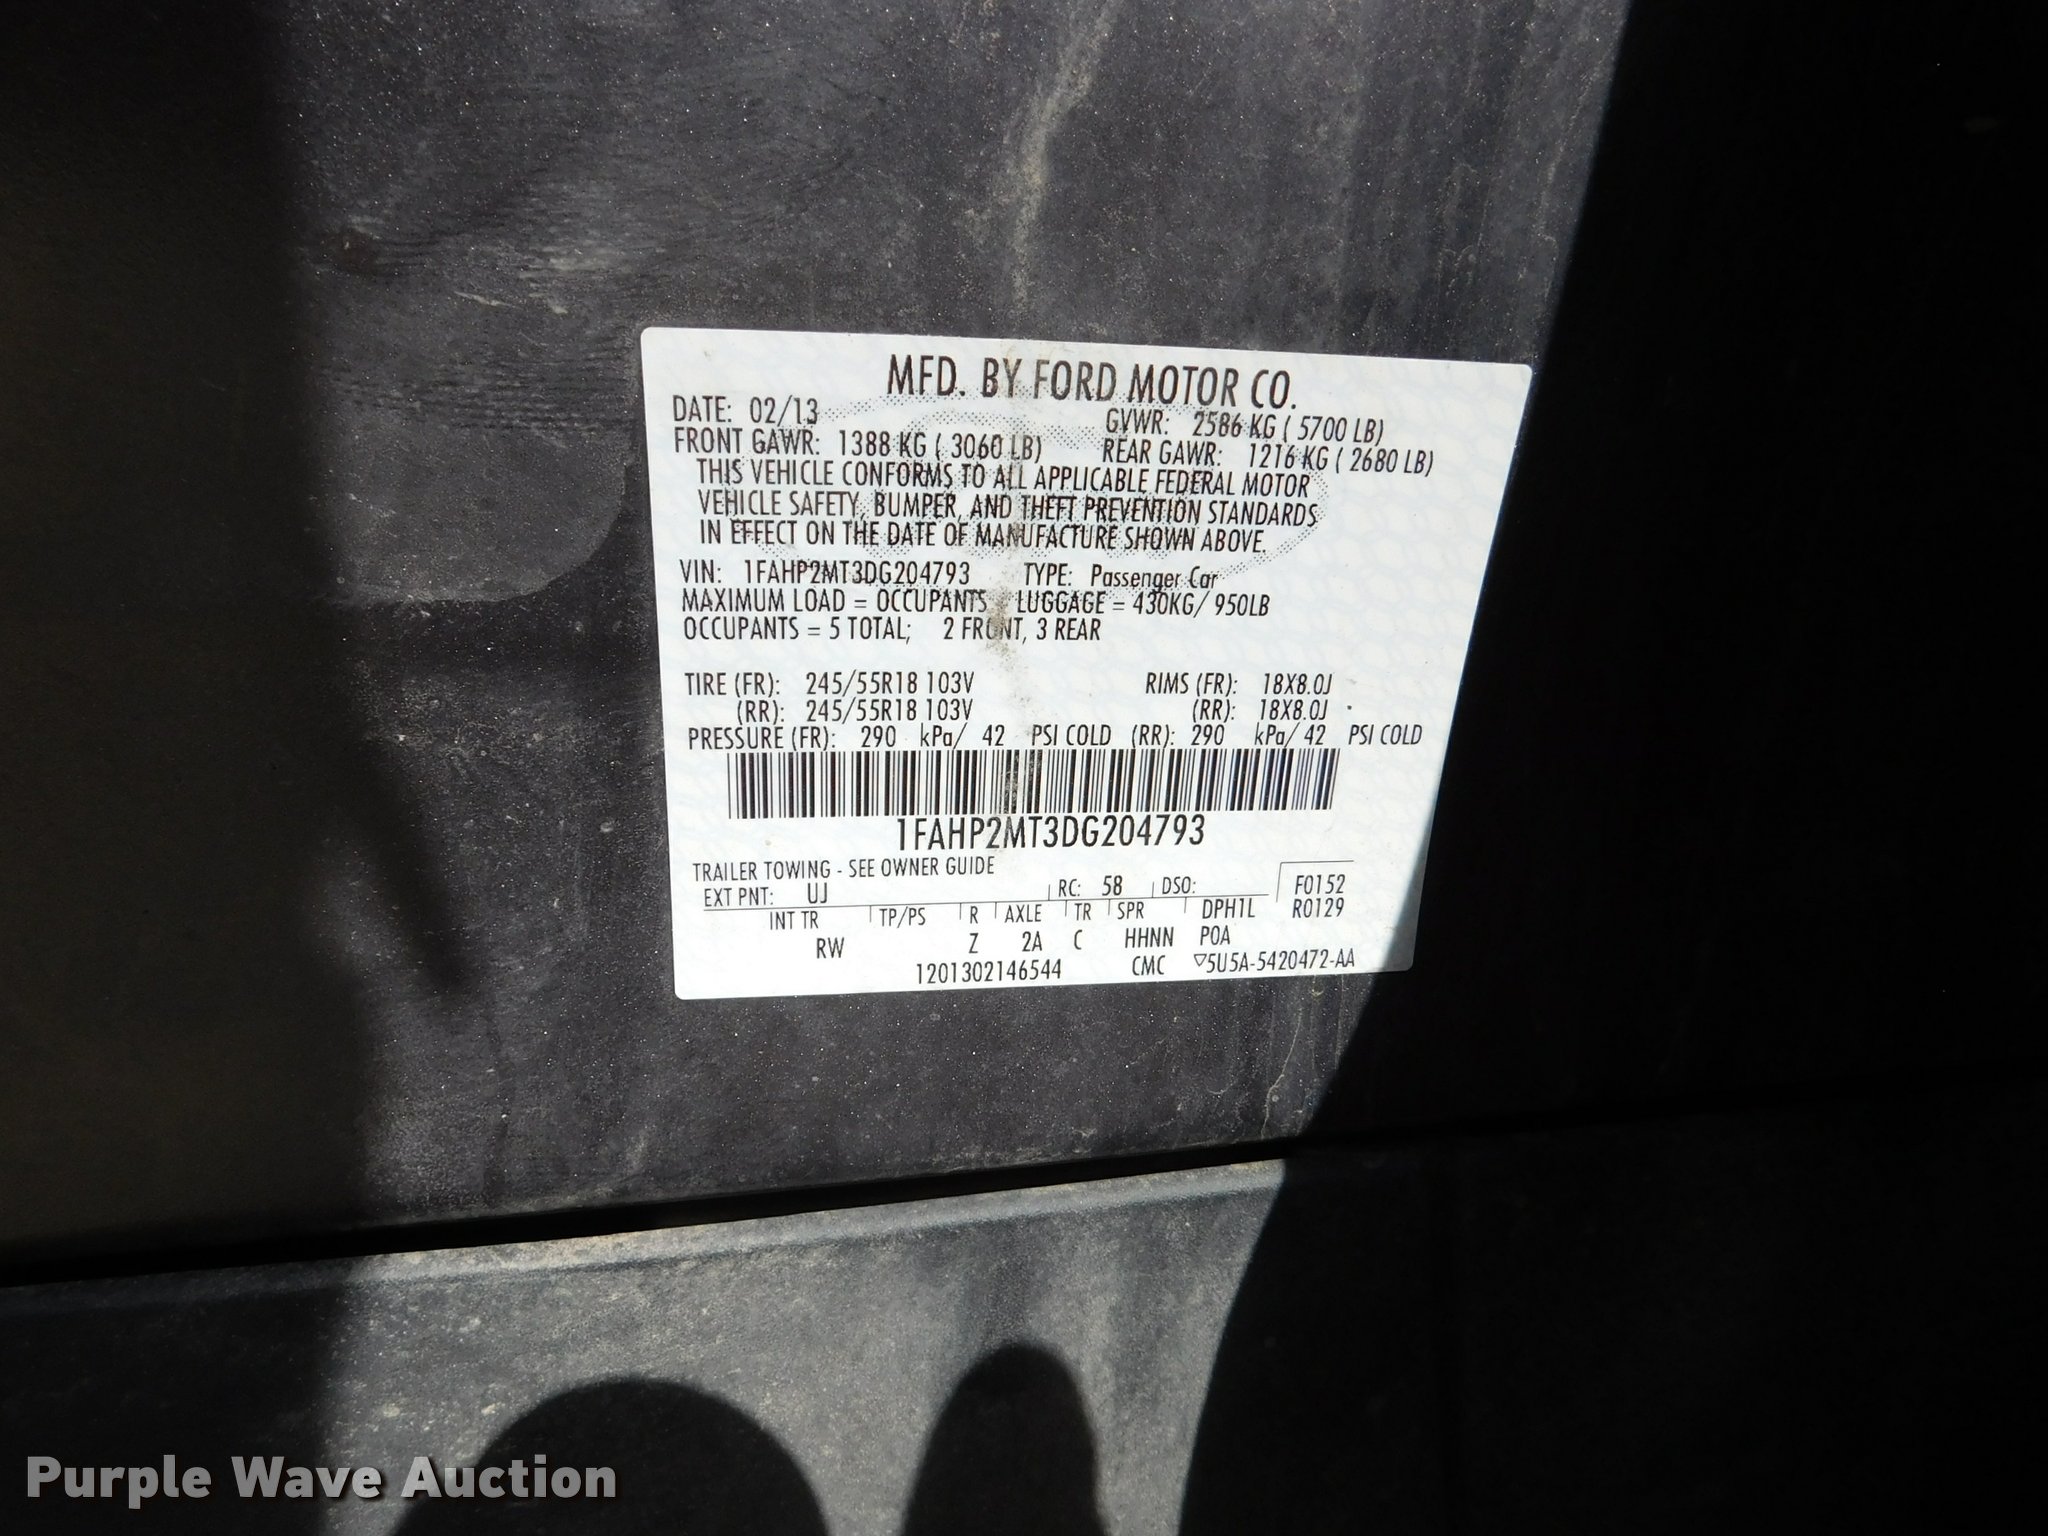 MFD. BY FORD MOTOR CO.
DATE: 02/13 GVWR: 2586 KG ( 5700 LB)
FRONT GAWR: 1388 KG ( 3060 LB) REAR GAWR: 1216 KG ( 2680 LB)
THIS VEHICLE CONFORMS TO ALL APPLICABLE FEDERAL MOTOR
VEHICLE SAFETY, BUMPER, AND THEFT PREVENTION STANDARDS
IN EFFECT ON THE DATE OF MANUFACTURE SHOWN ABOVE.
VIN: 1FAHP2MT3DG204793 TYPE: Passenger Car
MAXIMUM LOAD = OCCUPANTS LUGGAGE = 430KG/ 950LB
OCCUPANTS = 5 TOTAL; 2 FRONT, 3 REAR
TIRE (FR): 245/55R18 103V RIMS (FR): 18X8.0J
(RR): 245/55R18 103V (RR): 18X8.0J
PRESSURE (FR): 290 kPa/ 42 PSI COLD (RR): 290 kPa/ 42 PSI COLD
1FAHP2MT3DG204793
TRAILER TOWING - SEE OWNER GUIDE
EXT PNT: UJ RC: 58 DSO: F0152
INT TR TP/PS R AXLE TR SPR DPH1L R0129
RW Z 2A C HHNN POA
1201302146544 CMC ▽5U5A-5420472-AA
Purple Wave Auction